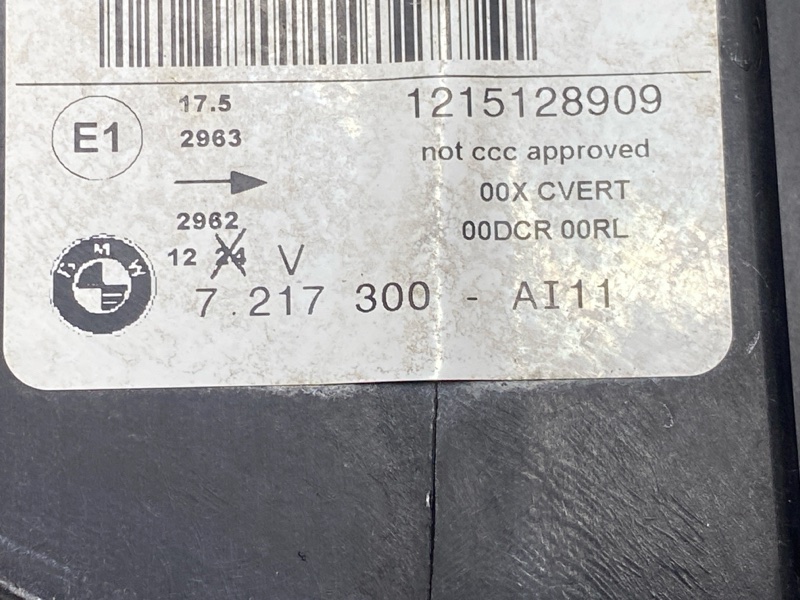 17.5
1215128909
E1
2963
not ccc approved
00X CVERT
2962
00DCR 00RL
BMW
12 24 V
7.217 300 - AI11